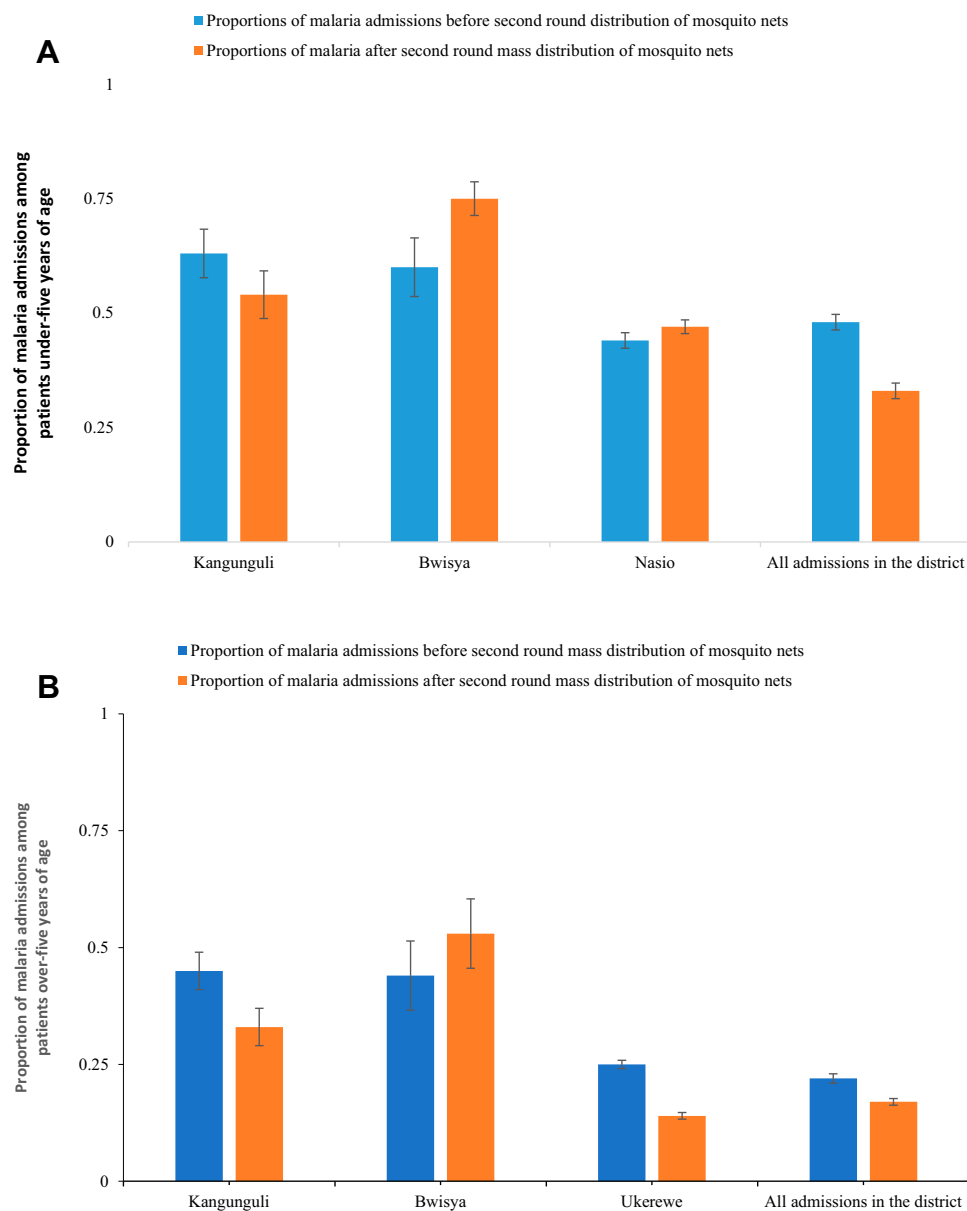 Proportions of malaria admissions before second round distribution of mosquito nets
Proportions of malaria after second round mass distribution of mosquito nets
A
1
0.75
0.5
0.25
0
Proportion of malaria admissions among
patients under-five years of age
Kangunguli
Bwisya
Nasio
All admissions in the district
Proportion of malaria admissions before second round mass distribution of mosquito nets
Proportion of malaria admissions after second round mass distribution of mosquito nets
B
1
0.75
0.5
0.25
0
Proportion of malaria admissions among
patients over-five years of age
Kangunguli
Bwisya
Ukerewe
All admissions in the district